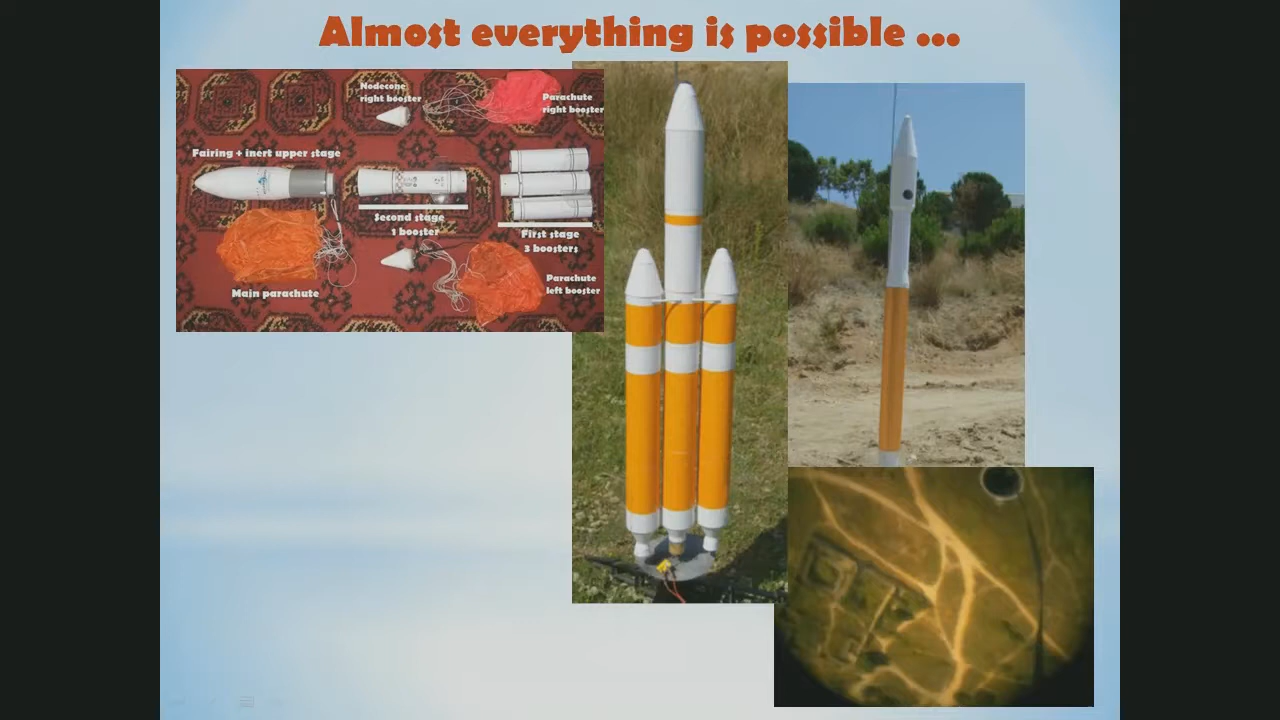 Almost everything is possible ...
Nodecone
right booster
Parachute
right booster
Fairing + inert upper stage
Second stage
1 booster
First stage
3 boosters
Main parachute
Parachute
left booster